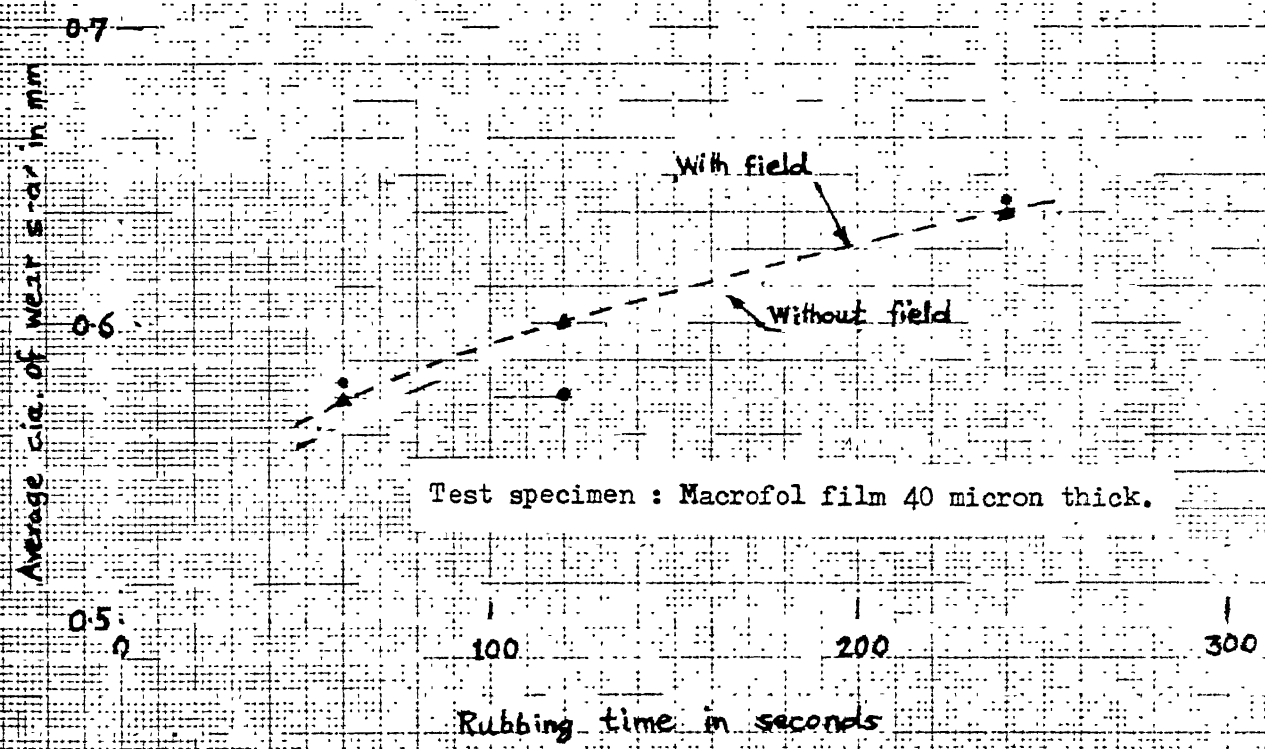 0.7
Average dia. of wear scar in mm
With field
Without field
0.6
Test specimen : Macrofol film 40 micron thick.
0.5
0
100
200
300
Rubbing time in seconds